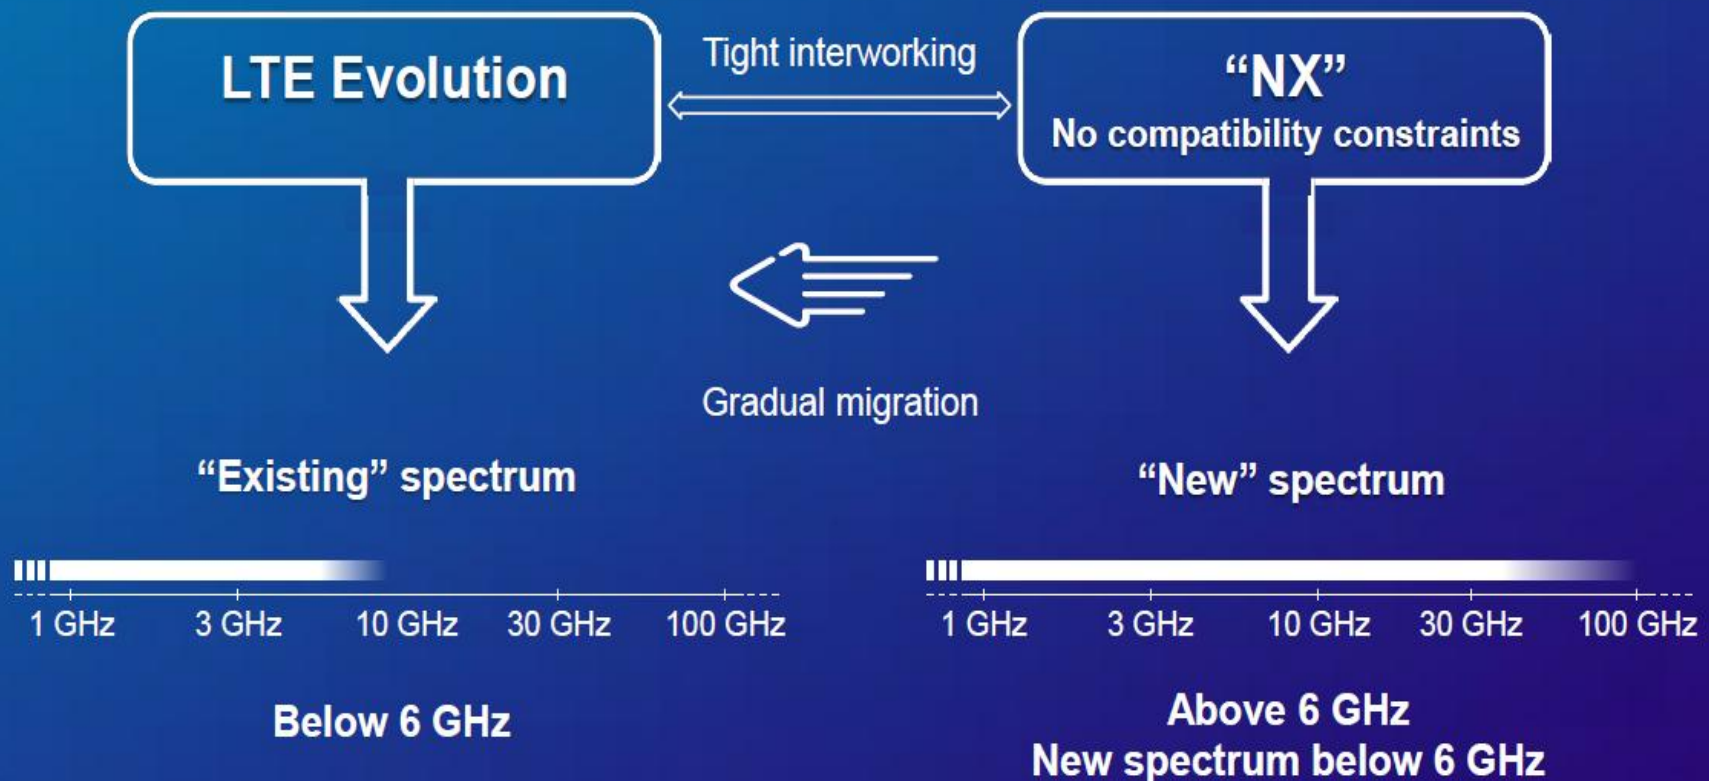 LTE Evolution
Tight interworking
“NX”
No compatibility constraints
Gradual migration
“Existing” spectrum
“New” spectrum
1 GHz 3 GHz 10 GHz 30 GHz 100 GHz
1 GHz 3 GHz 10 GHz 30 GHz 100 GHz
Below 6 GHz
Above 6 GHz
New spectrum below 6 GHz